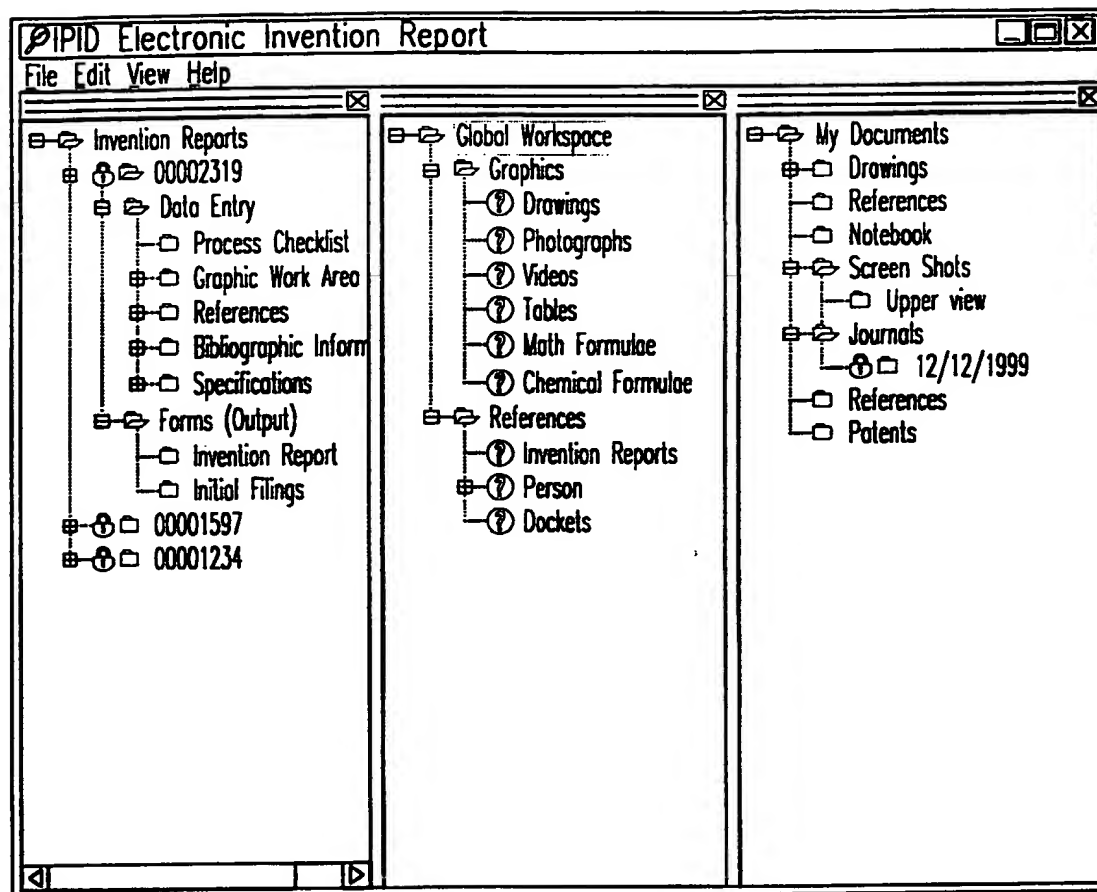 IPID Electronic Invention Report
File Edit View Help
Invention Reports
00002319
Data Entry
Process Checklist
Graphic Work Area
References
Bibliographic Inform
Specifications
Forms (Output)
Invention Report
Initial Filings
00001597
00001234
Global Workspace
Graphics
Drawings
Photographs
Videos
Tables
Math Formulae
Chemical Formulae
References
Invention Reports
Person
Dockets
My Documents
Drawings
References
Notebook
Screen Shots
Upper view
Journals
12/12/1999
References
Patents